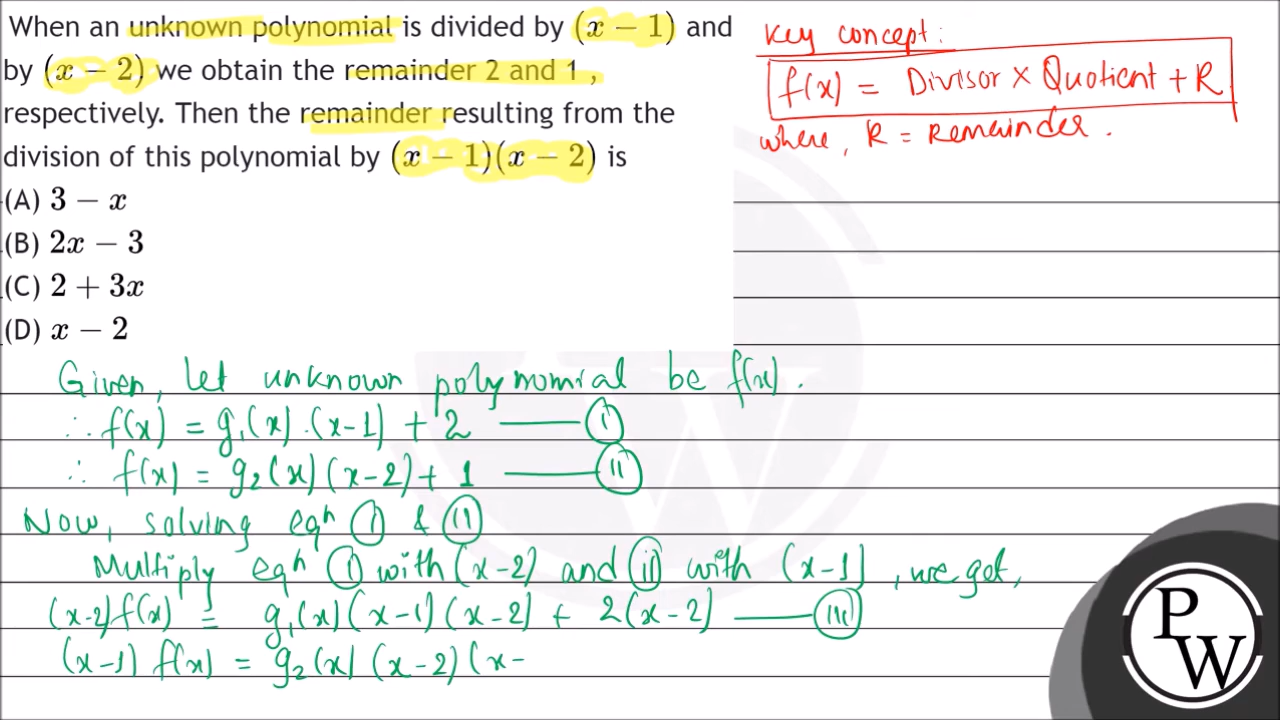 When an unknown polynomial is divided by (x − 1) and
by (x − 2) we obtain the remainder 2 and 1 ,
respectively. Then the remainder resulting from the
division of this polynomial by (x − 1)(x − 2) is
(A) 3 − x
(B) 2x − 3
(C) 2 + 3x
(D) x − 2
Key concept:
f(x) = Divisor × Quotient + R
where, R = Remainder.
Given, let unknown polynomial be f(x).
∴ f(x) = g₁(x).(x-1) + 2 —— (i)
∴ f(x) = g₂(x)(x-2) + 1 —— (ii)
Now, solving eqⁿ (i) & (ii)
Multiply eqⁿ (i) with (x-2) and (ii) with (x-1), we get,
(x-2)f(x) = g₁(x)(x-1)(x-2) + 2(x-2) —— (iii)
(x-1) f(x) = g₂(x)(x-2)(x-
PW